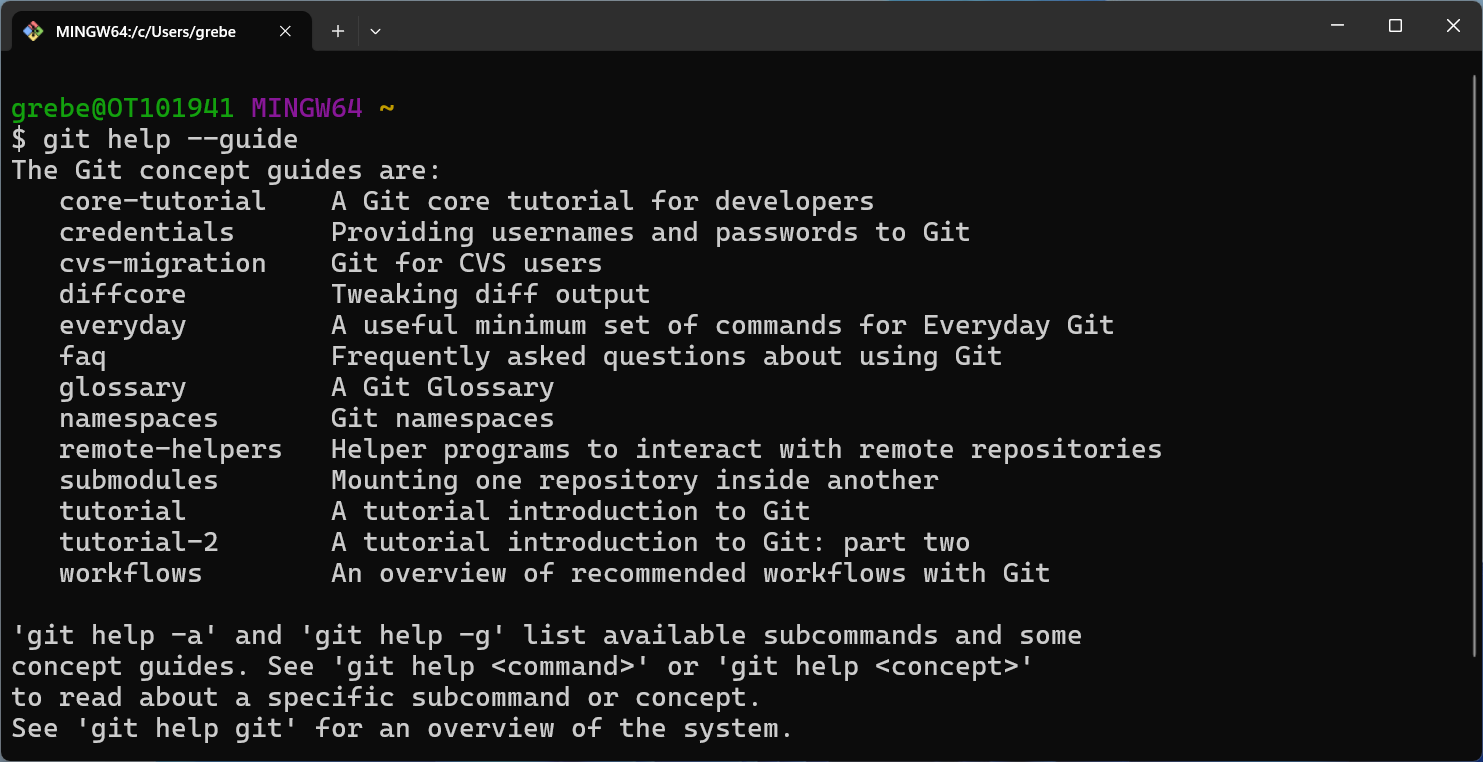 MINGW64:/c/Users/grebe
grebe@OT101941 MINGW64 ~
$ git help --guide
The Git concept guides are:
   core-tutorial    A Git core tutorial for developers
   credentials      Providing usernames and passwords to Git
   cvs-migration    Git for CVS users
   diffcore         Tweaking diff output
   everyday         A useful minimum set of commands for Everyday Git
   faq              Frequently asked questions about using Git
   glossary         A Git Glossary
   namespaces       Git namespaces
   remote-helpers   Helper programs to interact with remote repositories
   submodules       Mounting one repository inside another
   tutorial         A tutorial introduction to Git
   tutorial-2       A tutorial introduction to Git: part two
   workflows        An overview of recommended workflows with Git

'git help -a' and 'git help -g' list available subcommands and some
concept guides. See 'git help <command>' or 'git help <concept>'
to read about a specific subcommand or concept.
See 'git help git' for an overview of the system.